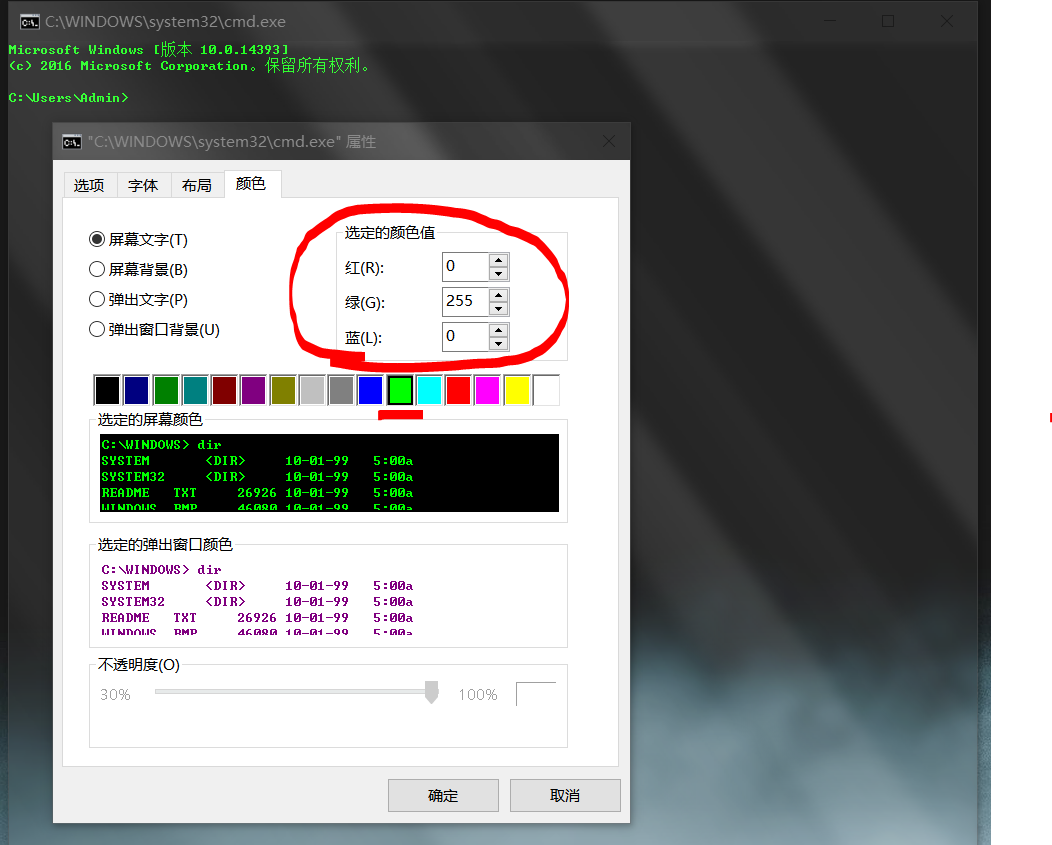 C:\WINDOWS\system32\cmd.exe
Microsoft Windows [版本 10.0.14393]
(c) 2016 Microsoft Corporation。保留所有权利。
C:\Users\Admin>
"C:\WINDOWS\system32\cmd.exe" 属性
选项 字体 布局 颜色
屏幕文字(T)
屏幕背景(B)
弹出文字(P)
弹出窗口背景(U)
选定的颜色值
红(R): 0
绿(G): 255
蓝(L): 0
选定的屏幕颜色
C:\WINDOWS> dir
SYSTEM <DIR> 10-01-99 5:00a
SYSTEM32 <DIR> 10-01-99 5:00a
README TXT 26926 10-01-99 5:00a
WINDOWS BMP 46080 10-01-99 5:00a
选定的弹出窗口颜色
C:\WINDOWS> dir
SYSTEM <DIR> 10-01-99 5:00a
SYSTEM32 <DIR> 10-01-99 5:00a
README TXT 26926 10-01-99 5:00a
WINDOWS BMP 46080 10-01-99 5:00a
不透明度(O)
30% 100%
确定 取消